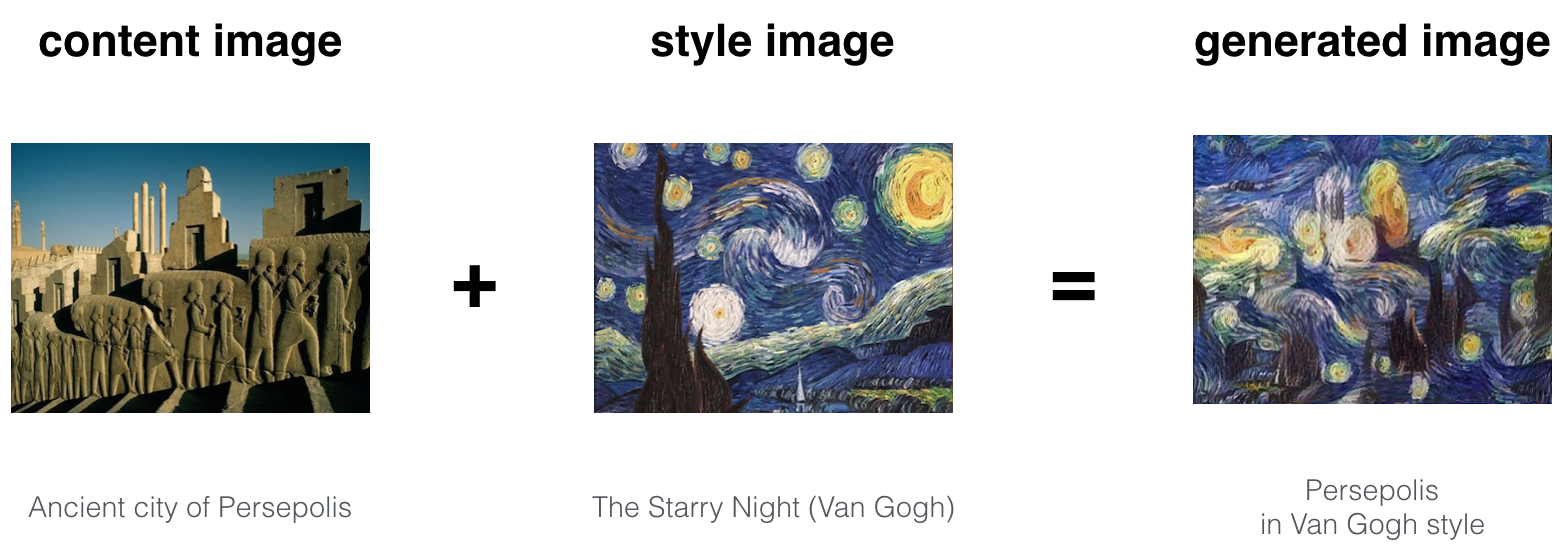 content image
style image
generated image
+
=
Ancient city of Persepolis
The Starry Night (Van Gogh)
Persepolis
in Van Gogh style